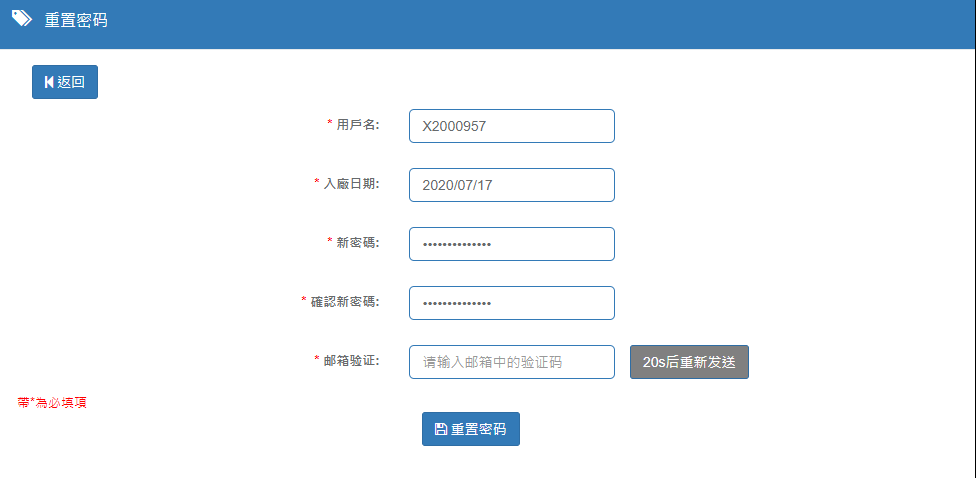 重置密码
返回
* 用戶名: X2000957
* 入廠日期: 2020/07/17
* 新密碼: ••••••••••••••
* 確認新密碼: ••••••••••••••
* 邮箱验证: 请输入邮箱中的验证码 20s后重新发送
帶*為必填項
重置密码